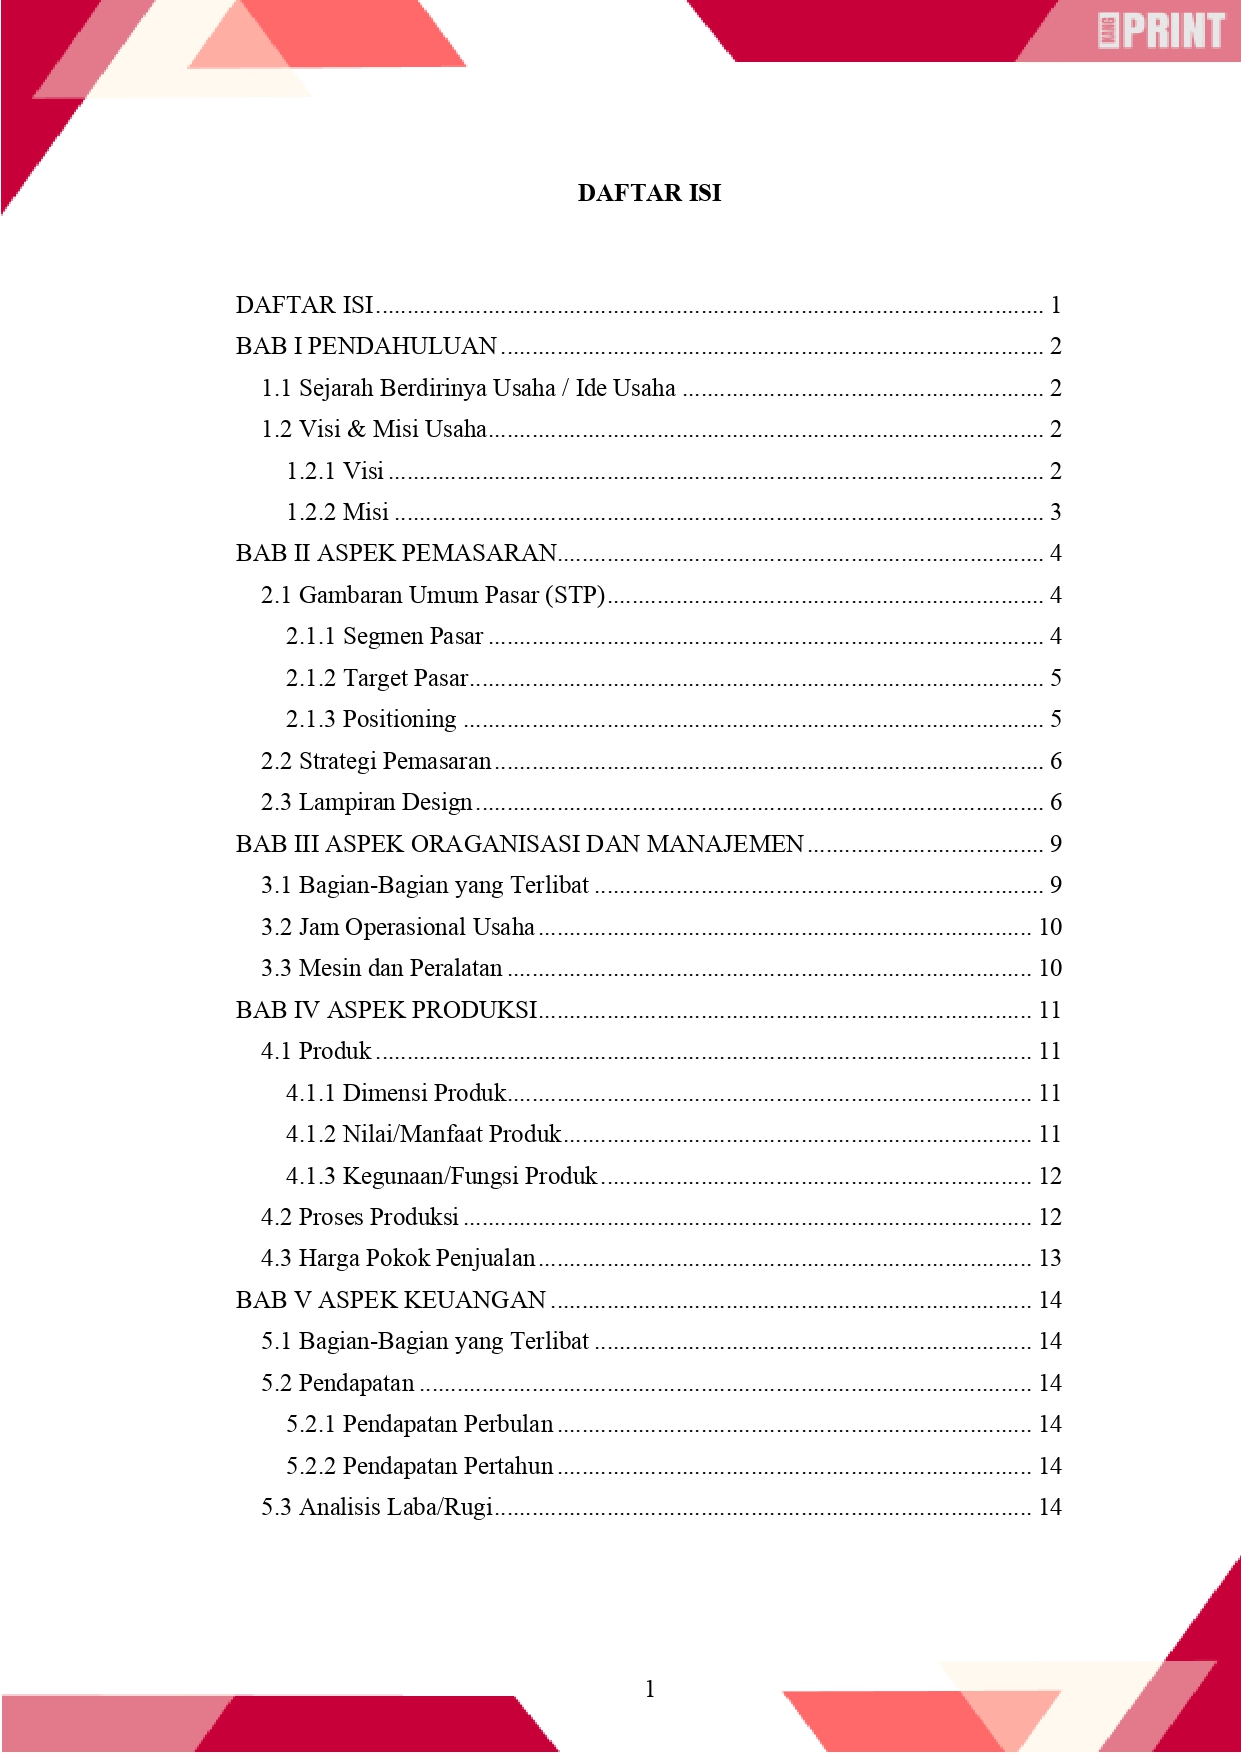 KANG PRINT
DAFTAR ISI
DAFTAR ISI........................................................................................................... 1
BAB I PENDAHULUAN....................................................................................... 2
1.1 Sejarah Berdirinya Usaha / Ide Usaha .......................................................... 2
1.2 Visi & Misi Usaha......................................................................................... 2
1.2.1 Visi......................................................................................................... 2
1.2.2 Misi ........................................................................................................ 3
BAB II ASPEK PEMASARAN.............................................................................. 4
2.1 Gambaran Umum Pasar (STP)...................................................................... 4
2.1.1 Segmen Pasar ......................................................................................... 4
2.1.2 Target Pasar............................................................................................ 5
2.1.3 Positioning ............................................................................................. 5
2.2 Strategi Pemasaran........................................................................................ 6
2.3 Lampiran Design........................................................................................... 6
BAB III ASPEK ORAGANISASI DAN MANAJEMEN...................................... 9
3.1 Bagian-Bagian yang Terlibat ........................................................................ 9
3.2 Jam Operasional Usaha............................................................................... 10
3.3 Mesin dan Peralatan .................................................................................... 10
BAB IV ASPEK PRODUKSI............................................................................... 11
4.1 Produk......................................................................................................... 11
4.1.1 Dimensi Produk.................................................................................... 11
4.1.2 Nilai/Manfaat Produk........................................................................... 11
4.1.3 Kegunaan/Fungsi Produk..................................................................... 12
4.2 Proses Produksi ........................................................................................... 12
4.3 Harga Pokok Penjualan............................................................................... 13
BAB V ASPEK KEUANGAN............................................................................. 14
5.1 Bagian-Bagian yang Terlibat ...................................................................... 14
5.2 Pendapatan .................................................................................................. 14
5.2.1 Pendapatan Perbulan............................................................................ 14
5.2.2 Pendapatan Pertahun............................................................................ 14
5.3 Analisis Laba/Rugi...................................................................................... 14
1